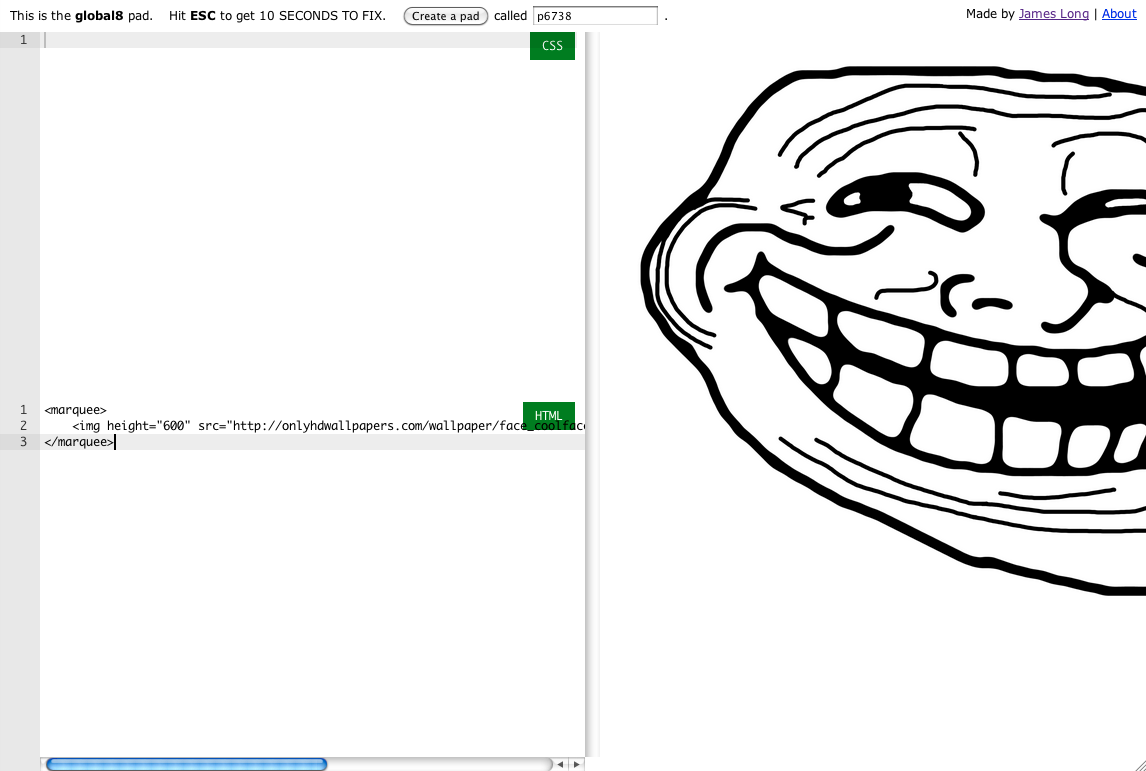 This is the global8 pad. Hit ESC to get 10 SECONDS TO FIX. Create a pad called p6738 .
Made by James Long | About
1
CSS
HTML
1 <marquee>
2 <img height="600" src="http://onlyhdwallpapers.com/wallpaper/face_coolface
3 </marquee>